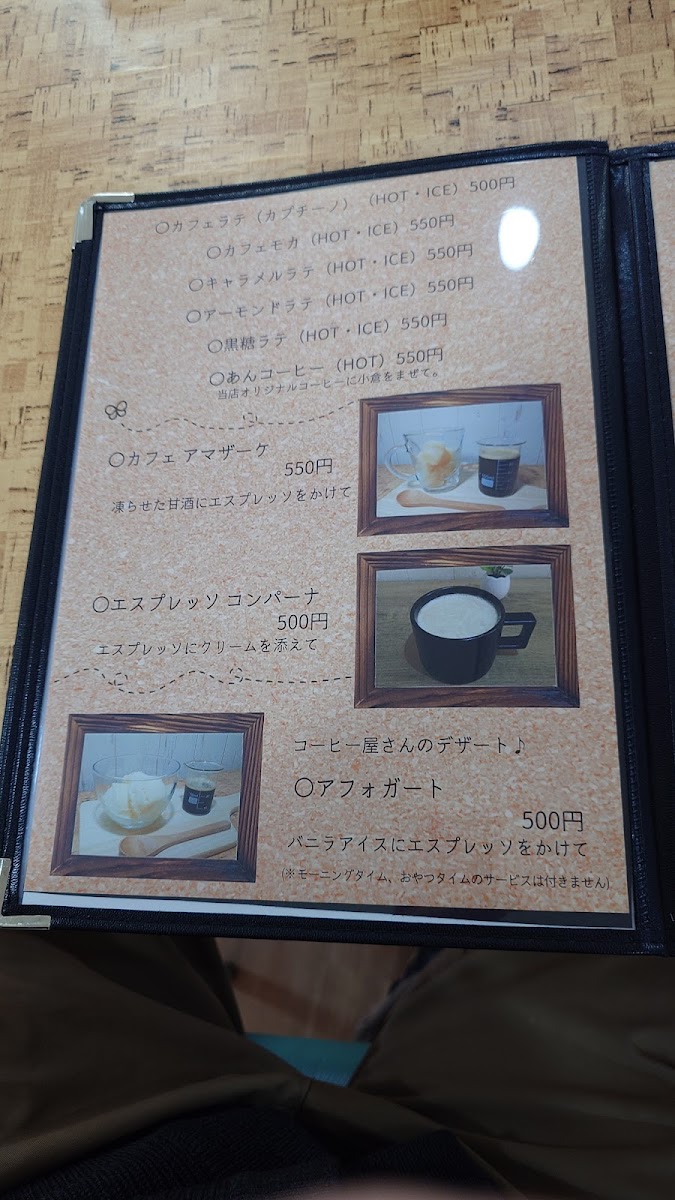 〇カフェラテ（カプチーノ）（HOT・ICE）500円
〇カフェモカ（HOT・ICE）550円
〇キャラメルラテ（HOT・ICE）550円
〇アーモンドラテ（HOT・ICE）550円
〇黒糖ラテ（HOT・ICE）550円
〇あんコーヒー（HOT）550円
当店オリジナルコーヒーに小倉をまぜて。
〇カフェ アマザーケ
550円
凍らせた甘酒にエスプレッソをかけて
〇エスプレッソ コンパーナ
500円
エスプレッソにクリームを添えて
コーヒー屋さんのデザート♪
〇アフォガート
500円
バニラアイスにエスプレッソをかけて
(※モーニングタイム、おやつタイムのサービスは付きません)